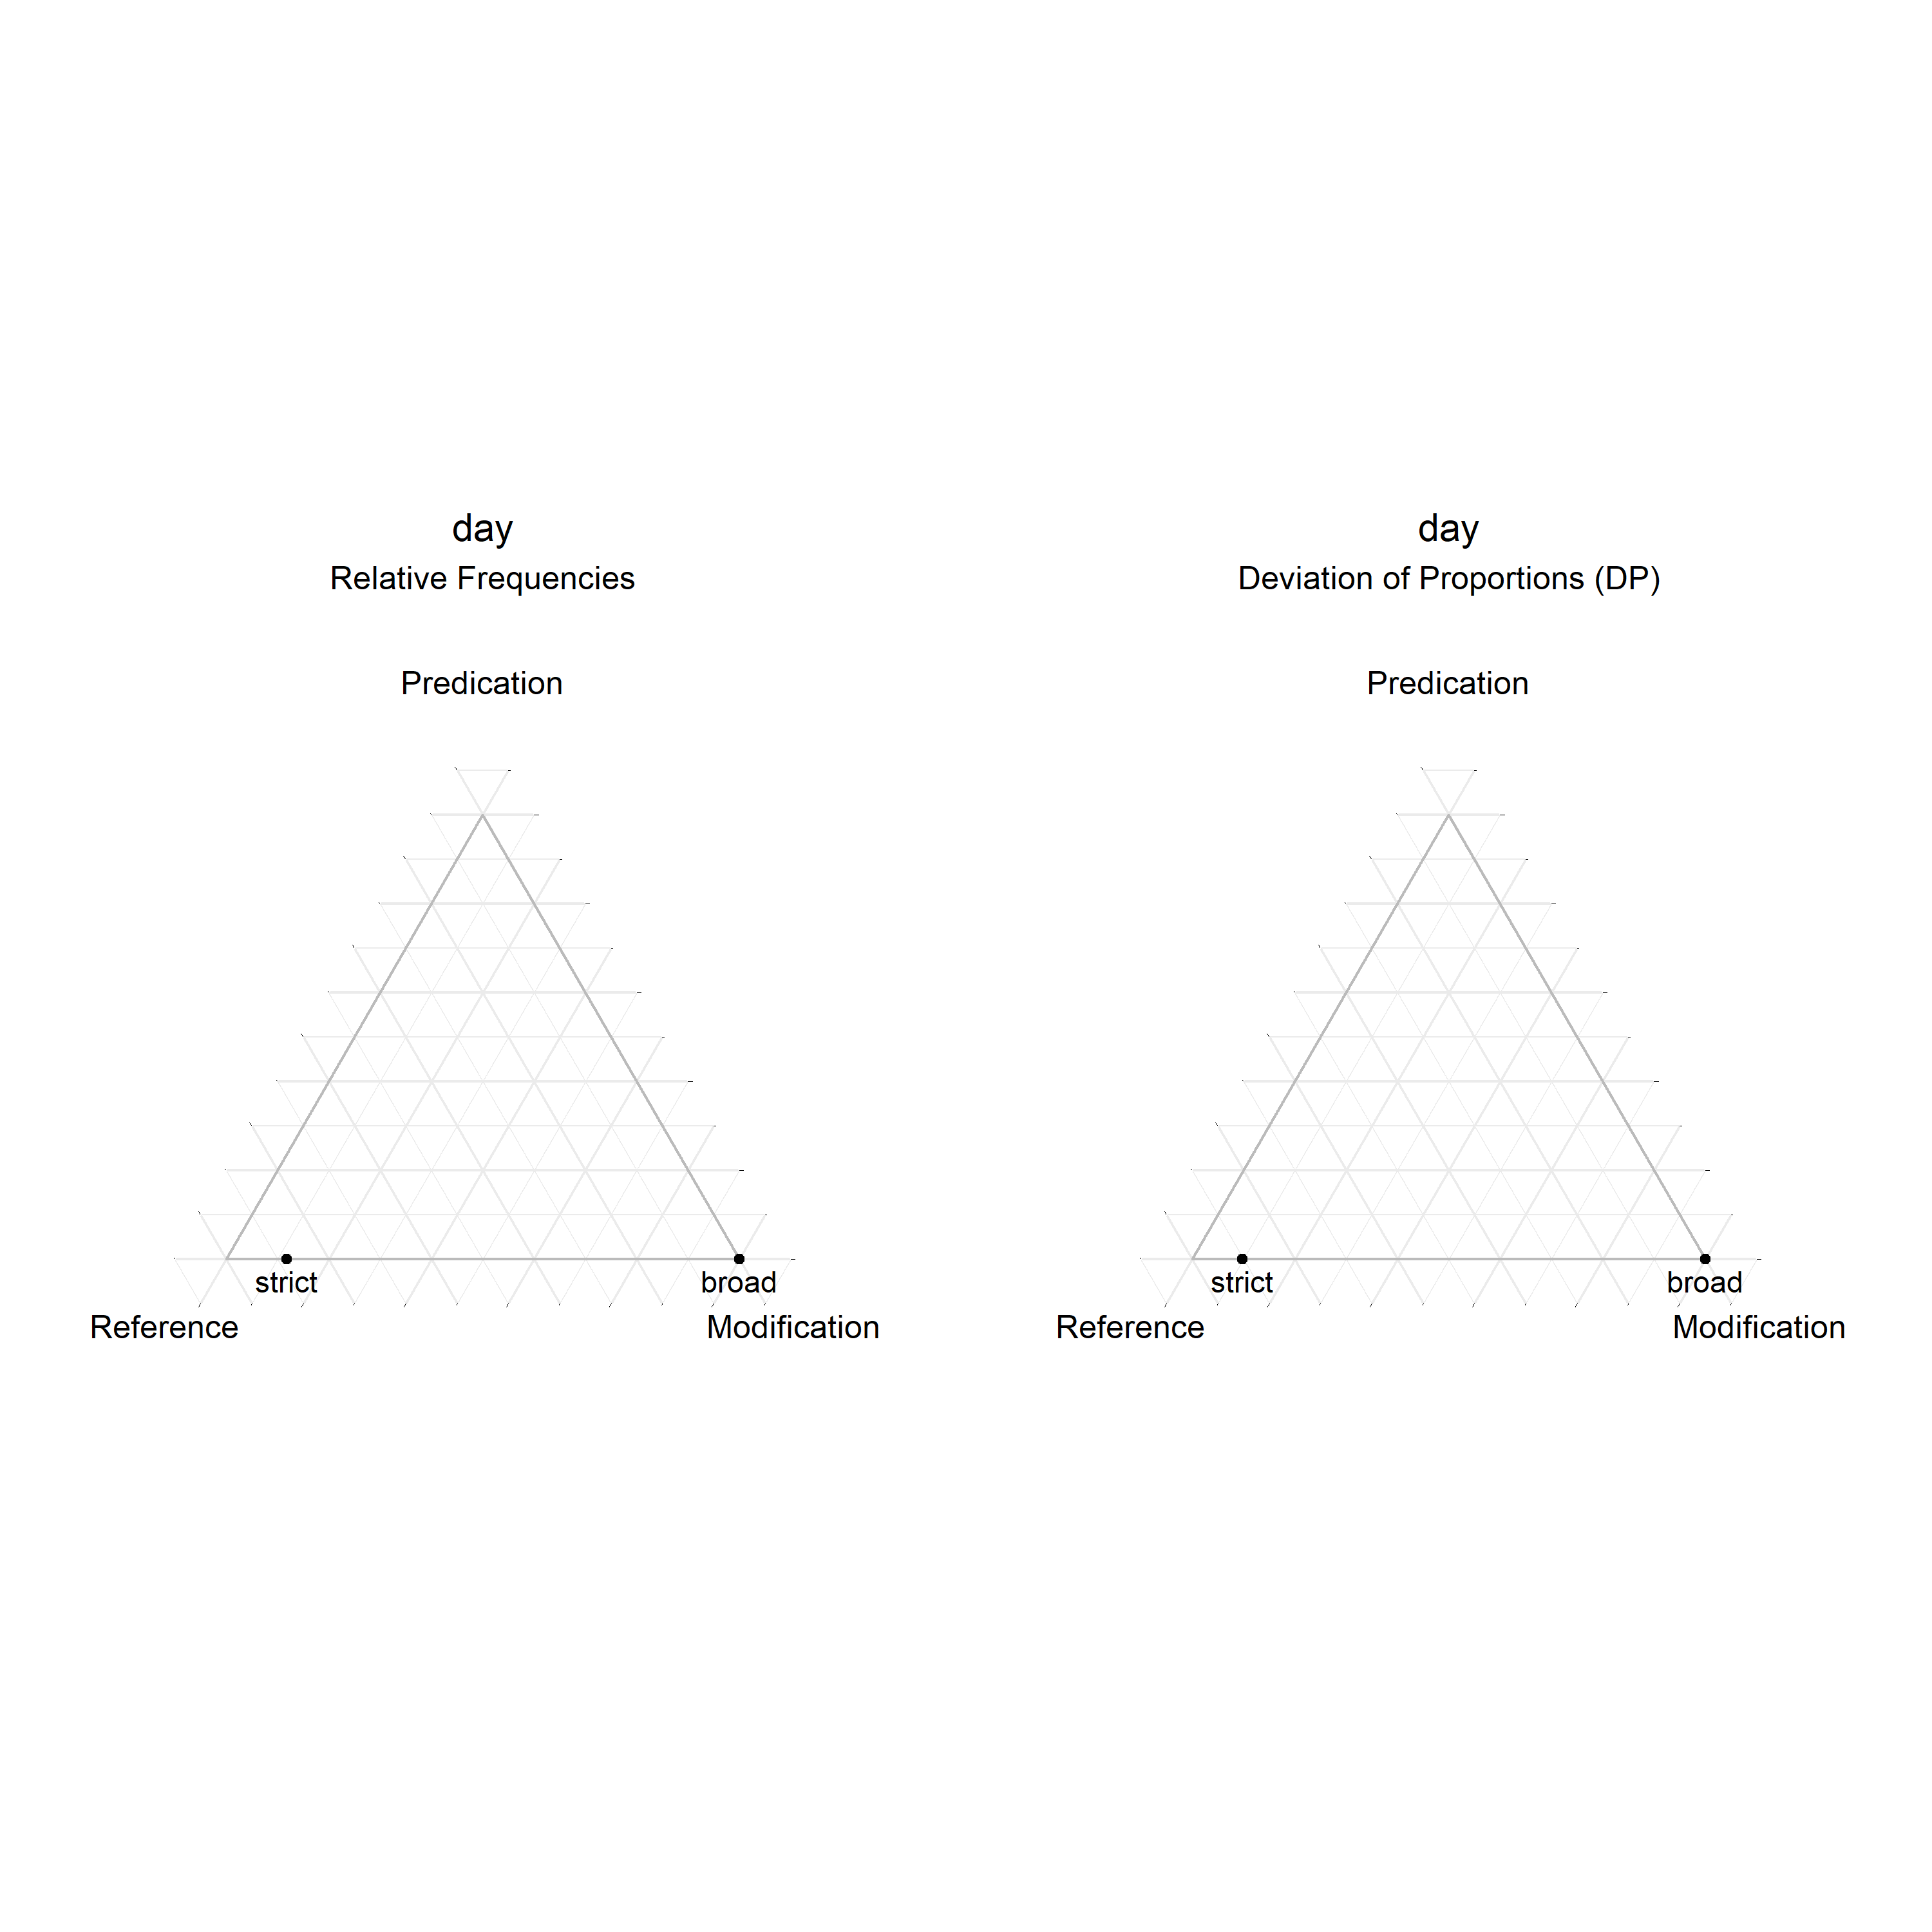 day
Relative Frequencies
Predication
strict
broad
Reference
Modification
day
Deviation of Proportions (DP)
Predication
strict
broad
Reference
Modification